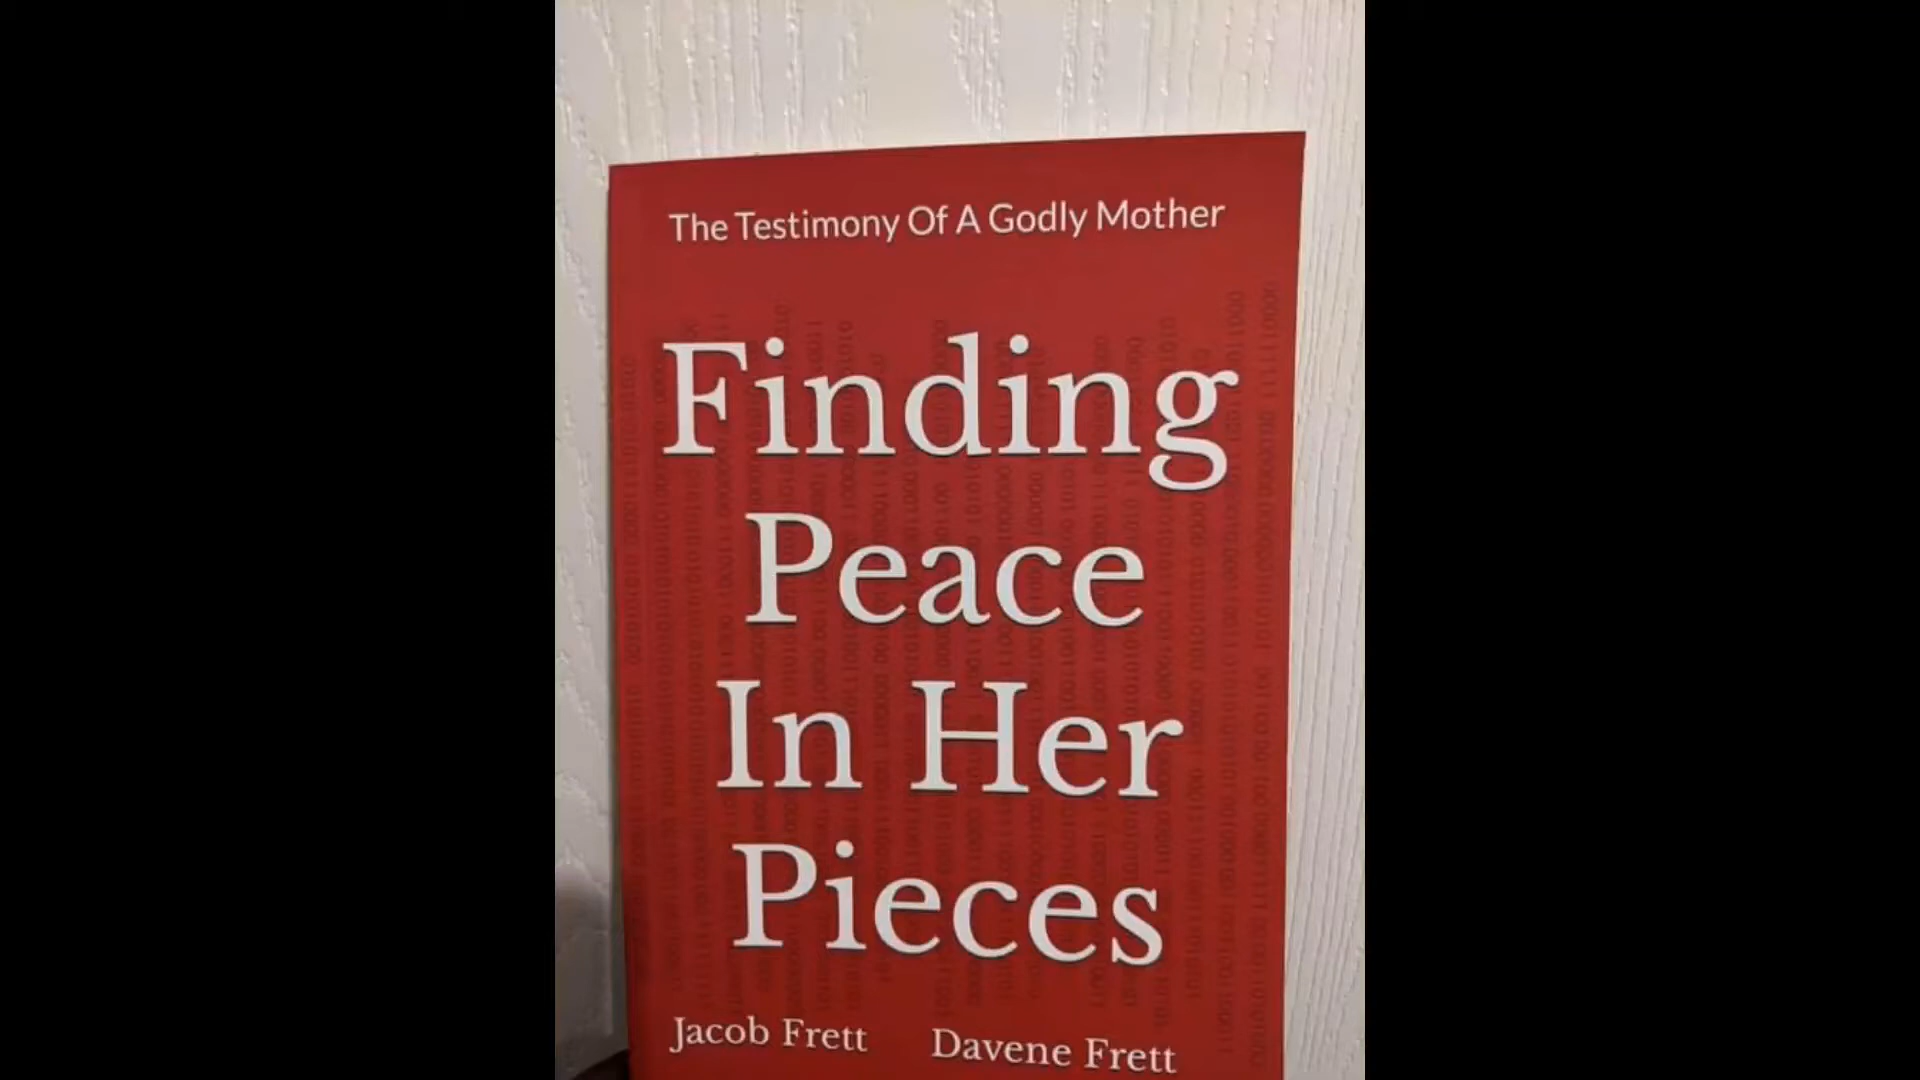 The Testimony Of A Godly Mother
Finding
Peace
In Her
Pieces
Jacob Frett Davene Frett